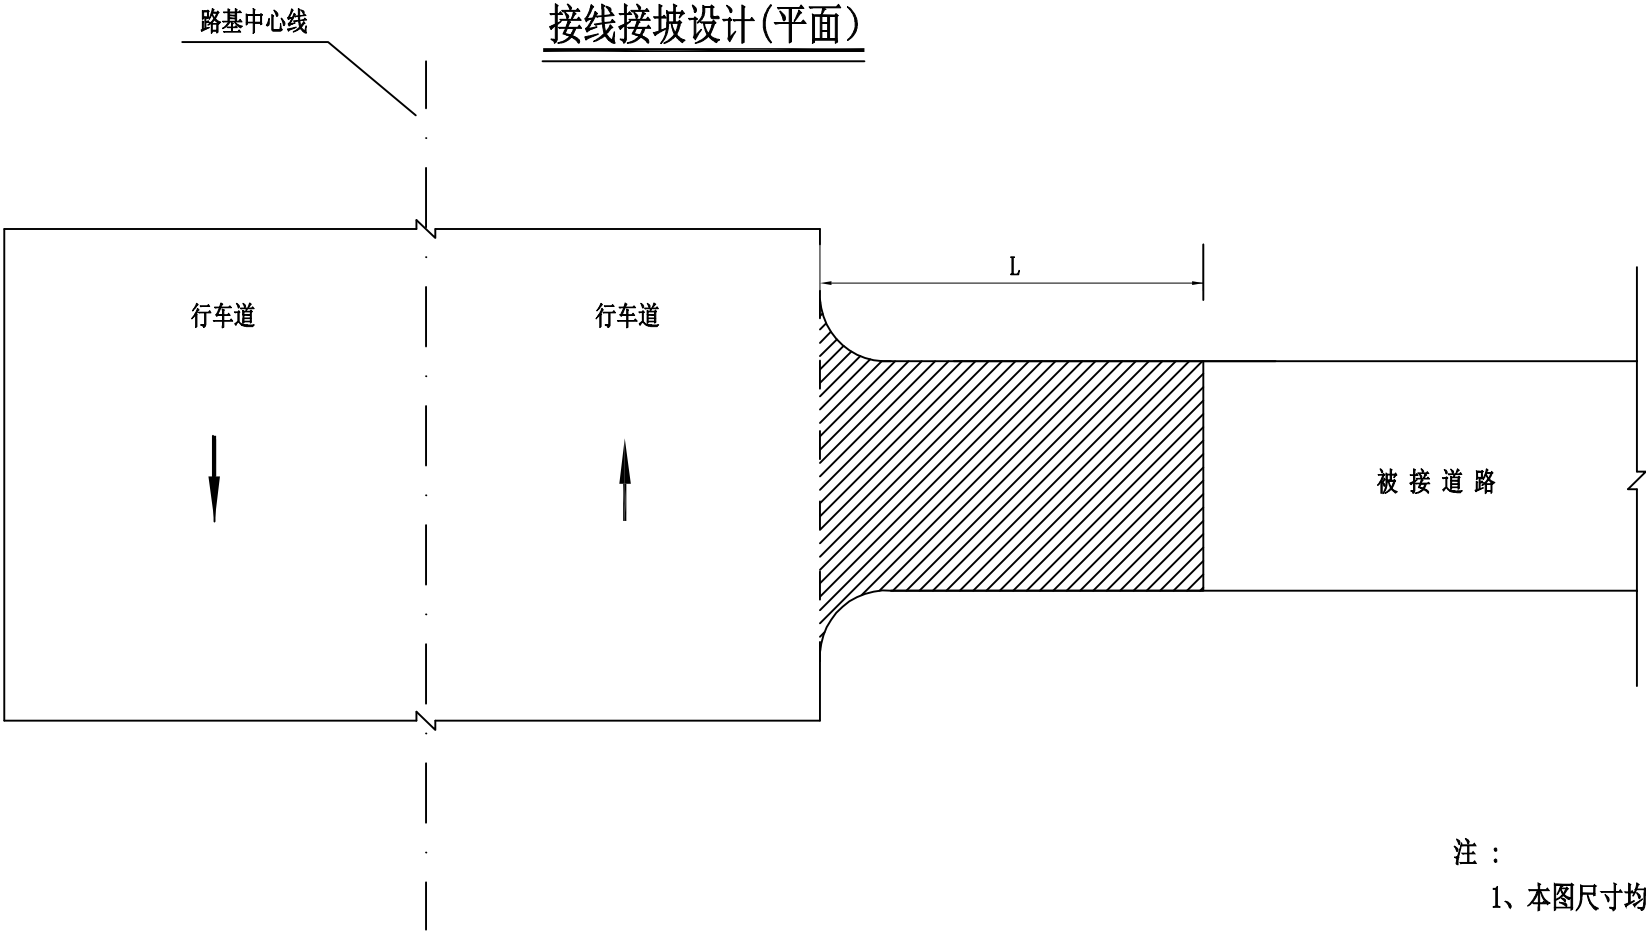 路基中心线
接线接坡设计(平面)
L
行车道
行车道
被接道路
注：
1、本图尺寸均